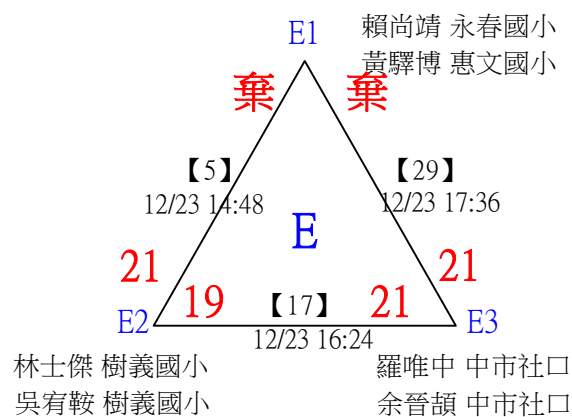 E1
賴尚靖 永春國小
黃驛博 惠文國小
棄
棄
【5】
12/23 14:48
【29】
12/23 17:36
E
21
21
19
【17】
21
E2
12/23 16:24
E3
林士傑 樹義國小
吳宥鞍 樹義國小
羅唯中 中市社口
余晉頡 中市社口